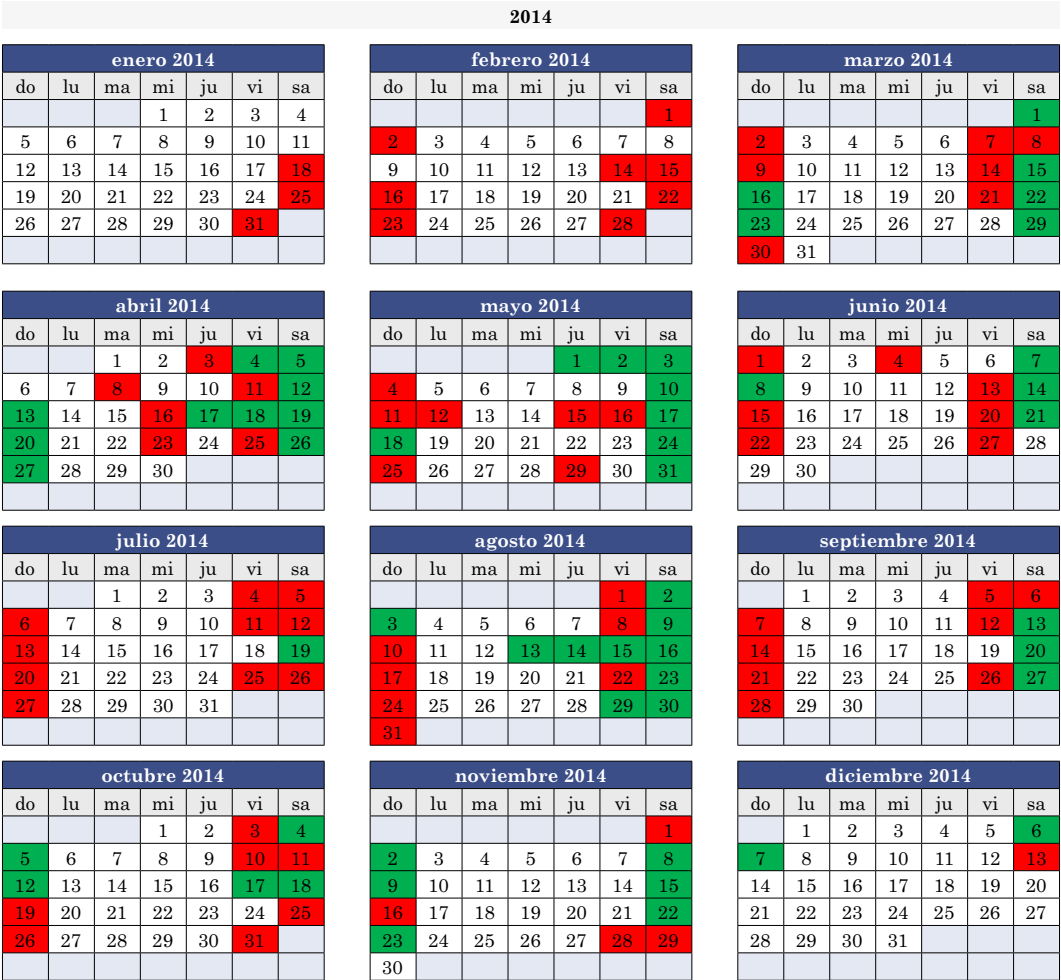 2014
enero 2014 febrero 2014 marzo 2014
do lu ma mi ju vi sa do lu ma mi ju vi sa do lu ma mi ju vi sa
1 2 3 4 1 1
5 6 7 8 9 10 11 2 3 4 5 6 7 8 2 3 4 5 6 7 8
12 13 14 15 16 17 18 9 10 11 12 13 14 15 9 10 11 12 13 14 15
19 20 21 22 23 24 25 16 17 18 19 20 21 22 16 17 18 19 20 21 22
26 27 28 29 30 31 23 24 25 26 27 28 23 24 25 26 27 28 29
30 31
abril 2014 mayo 2014 junio 2014
do lu ma mi ju vi sa do lu ma mi ju vi sa do lu ma mi ju vi sa
1 2 3 4 5 1 2 3 1 2 3 4 5 6 7
6 7 8 9 10 11 12 4 5 6 7 8 9 10 8 9 10 11 12 13 14
13 14 15 16 17 18 19 11 12 13 14 15 16 17 15 16 17 18 19 20 21
20 21 22 23 24 25 26 18 19 20 21 22 23 24 22 23 24 25 26 27 28
27 28 29 30 25 26 27 28 29 30 31 29 30
julio 2014 agosto 2014 septiembre 2014
do lu ma mi ju vi sa do lu ma mi ju vi sa do lu ma mi ju vi sa
1 2 3 4 5 1 2 1 2 3 4 5 6
6 7 8 9 10 11 12 3 4 5 6 7 8 9 7 8 9 10 11 12 13
13 14 15 16 17 18 19 10 11 12 13 14 15 16 14 15 16 17 18 19 20
20 21 22 23 24 25 26 17 18 19 20 21 22 23 21 22 23 24 25 26 27
27 28 29 30 31 24 25 26 27 28 29 30 28 29 30
31
octubre 2014 noviembre 2014 diciembre 2014
do lu ma mi ju vi sa do lu ma mi ju vi sa do lu ma mi ju vi sa
1 2 3 4 1 1 2 3 4 5 6
5 6 7 8 9 10 11 2 3 4 5 6 7 8 7 8 9 10 11 12 13
12 13 14 15 16 17 18 9 10 11 12 13 14 15 14 15 16 17 18 19 20
19 20 21 22 23 24 25 16 17 18 19 20 21 22 21 22 23 24 25 26 27
26 27 28 29 30 31 23 24 25 26 27 28 29 28 29 30 31
30